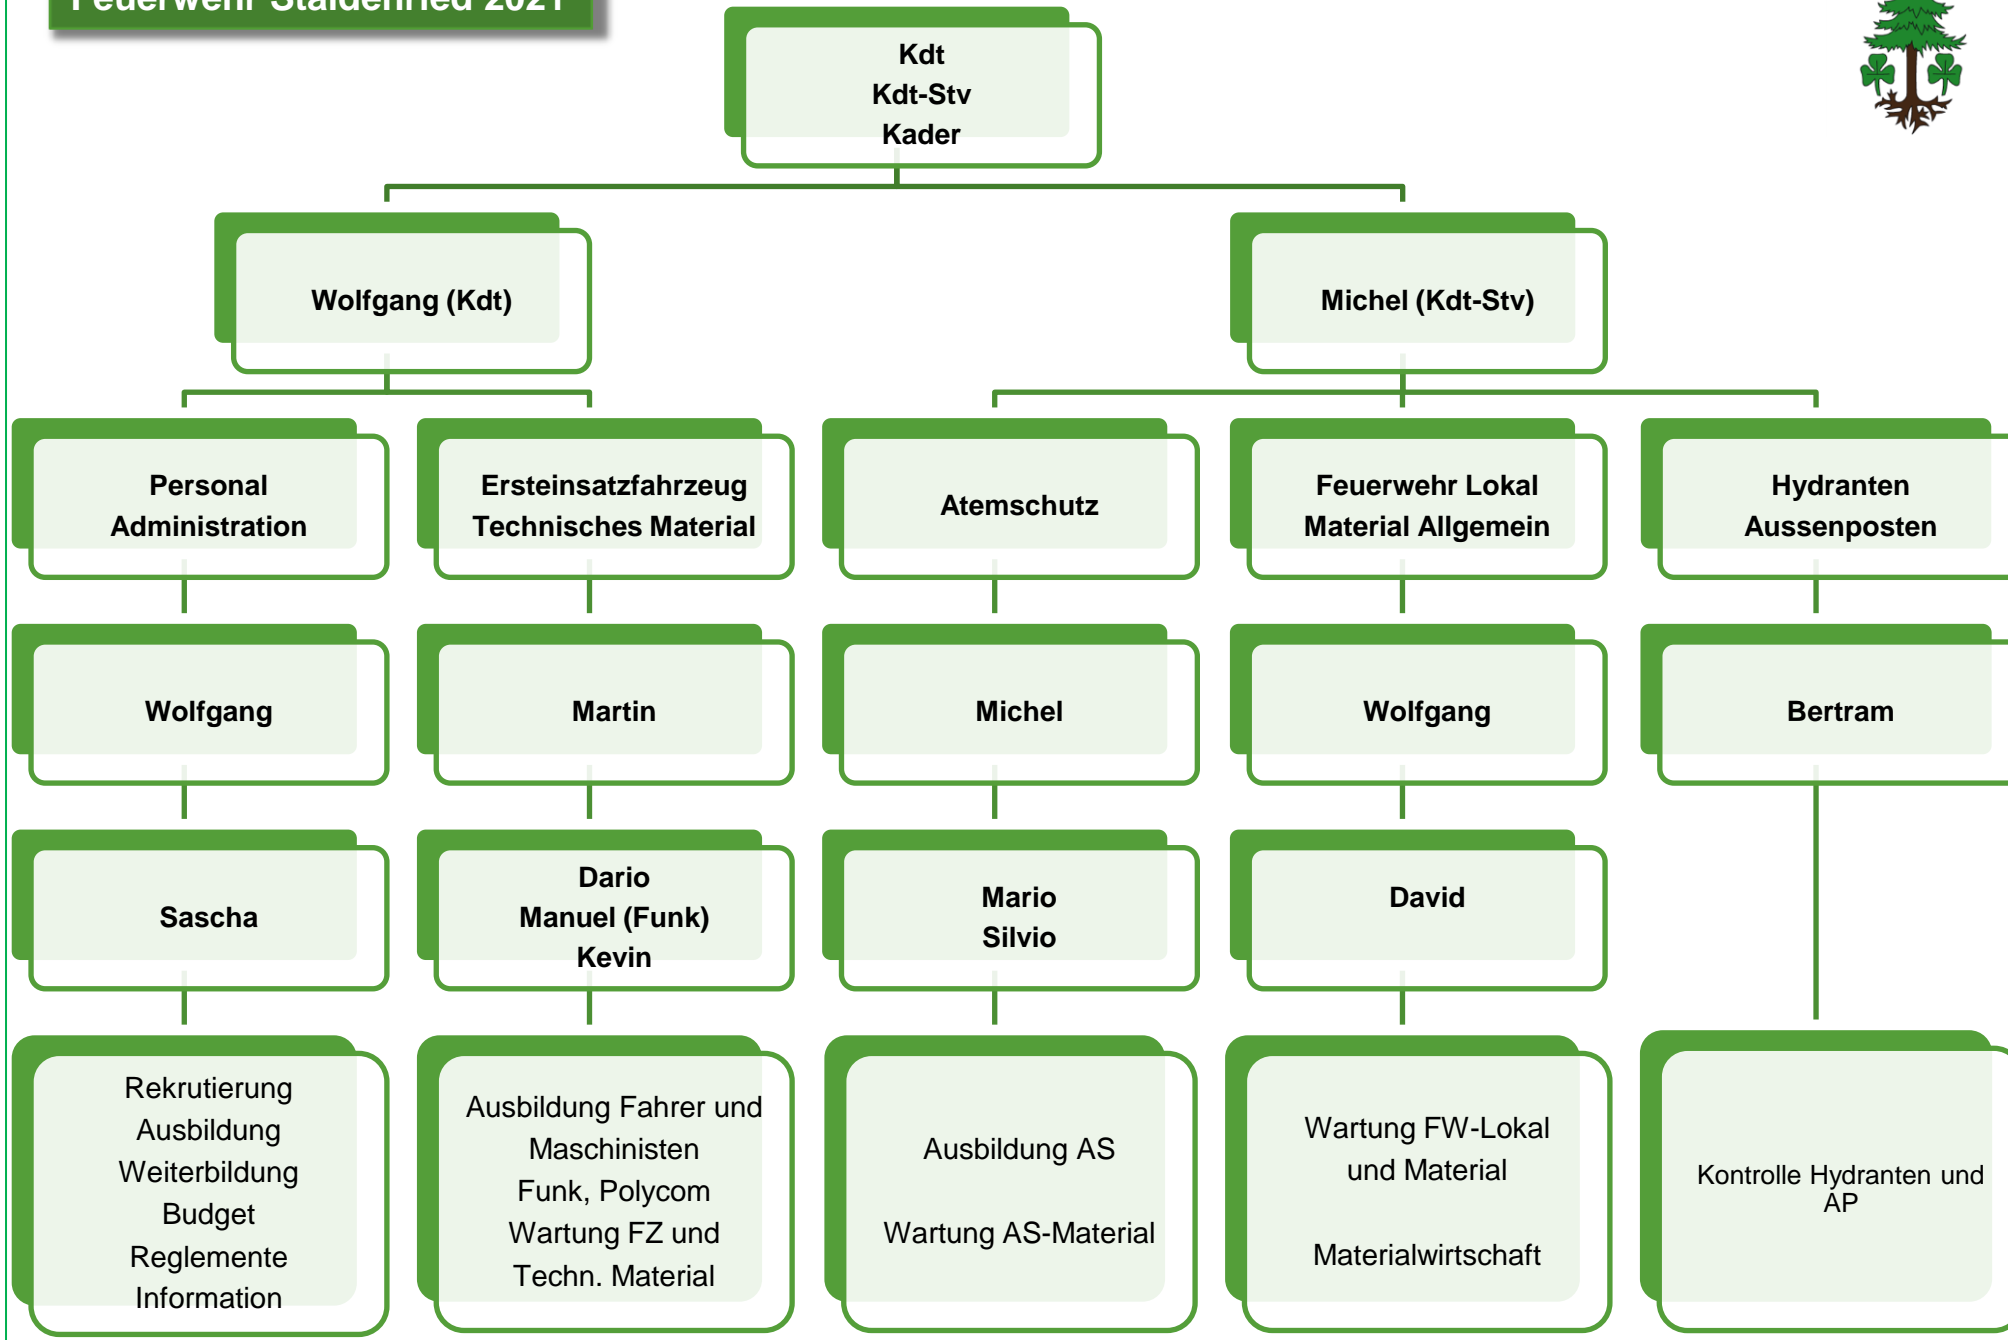 Feuerwehr Staldenried 2021
Kdt
Kdt-Stv
Kader
Wolfgang (Kdt)
Michel (Kdt-Stv)
Personal
Administration
Ersteinsatzfahrzeug
Technisches Material
Atemschutz
Feuerwehr Lokal
Material Allgemein
Hydranten
Aussenposten
Wolfgang
Martin
Michel
Wolfgang
Bertram
Sascha
Dario
Manuel (Funk)
Kevin
Mario
Silvio
David
Rekrutierung
Ausbildung
Weiterbildung
Budget
Reglemente
Information
Ausbildung Fahrer und
Maschinisten
Funk, Polycom
Wartung FZ und
Techn. Material
Ausbildung AS
Wartung AS-Material
Wartung FW-Lokal
und Material
Materialwirtschaft
Kontrolle Hydranten und
AP